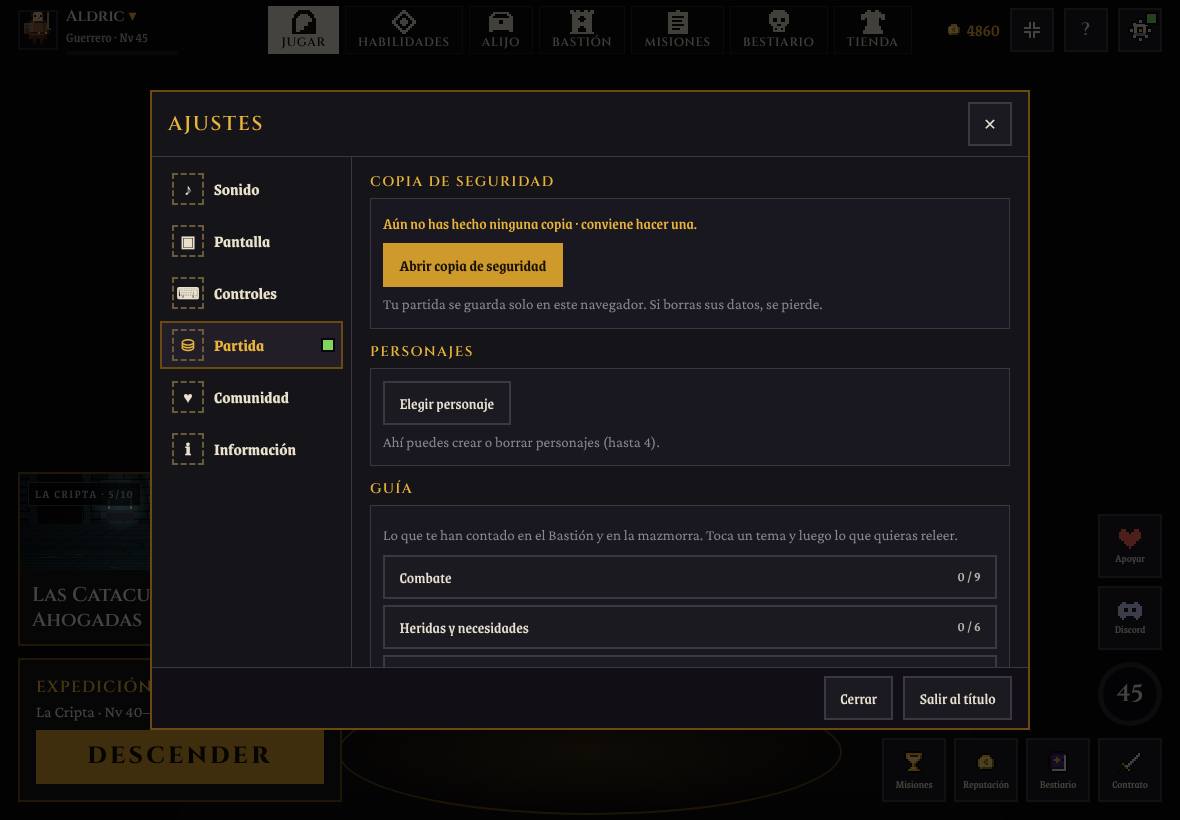 ALDRIC
Guerrero · Nv 45
JUGAR
HABILIDADES
ALIJO
BASTIÓN
MISIONES
BESTIARIO
TIENDA
4860
?
AJUSTES
Sonido
Pantalla
Controles
Partida
Comunidad
Información
COPIA DE SEGURIDAD
Aún no has hecho ninguna copia · conviene hacer una.
Abrir copia de seguridad
Tu partida se guarda solo en este navegador. Si borras sus datos, se pierde.
PERSONAJES
Elegir personaje
Ahí puedes crear o borrar personajes (hasta 4).
GUÍA
Lo que te han contado en el Bastión y en la mazmorra. Toca un tema y luego lo que quieras releer.
Combate 0 / 9
Heridas y necesidades 0 / 6
Cerrar
Salir al título
LA CRIPTA · 5/10
LAS CATACU
AHOGADAS
EXPEDICIÓN
La Cripta · Nv 40–
DESCENDER
Apoyar
Discord
45
Misiones
Reputación
Bestiario
Contrato